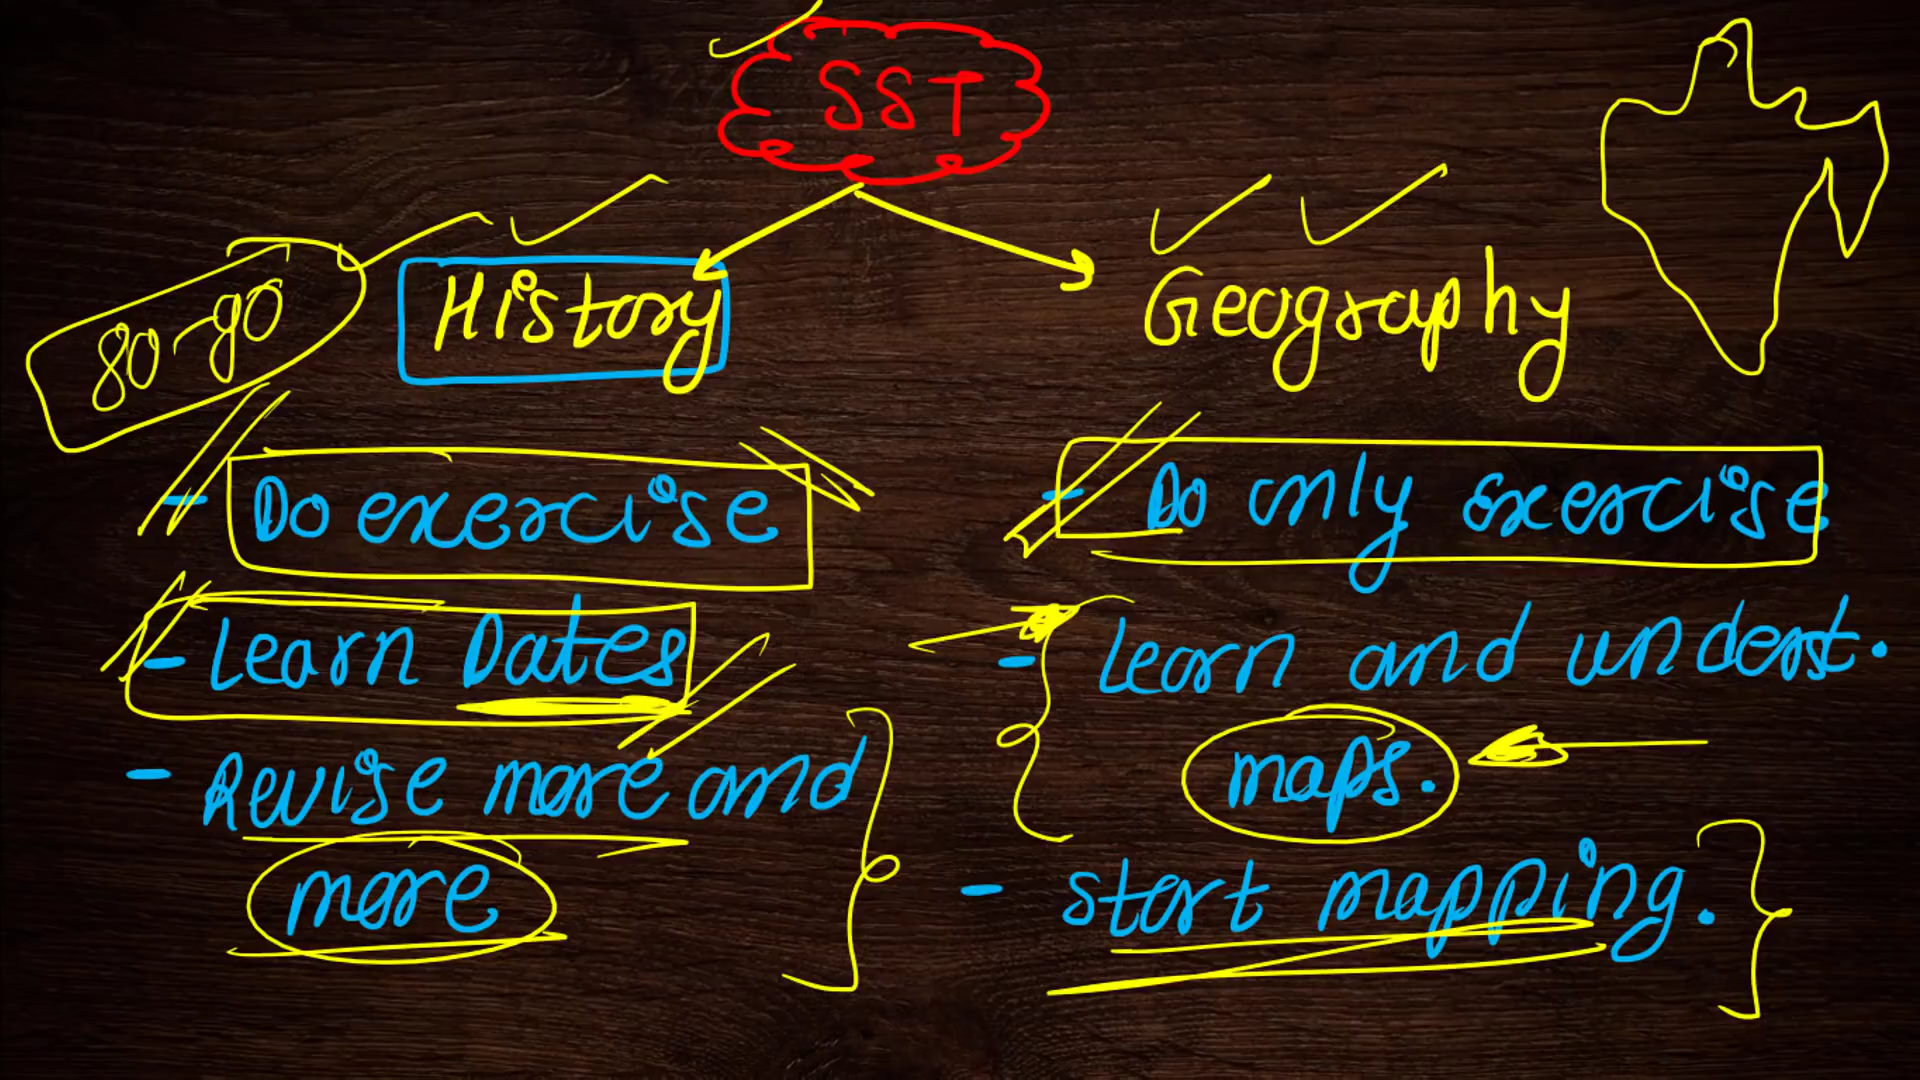 SST
80-90
History
- Do exercise
- Learn Dates
- Revise more and
more
Geography
- Do only exercise
- Learn and underst.
maps.
- start mapping.